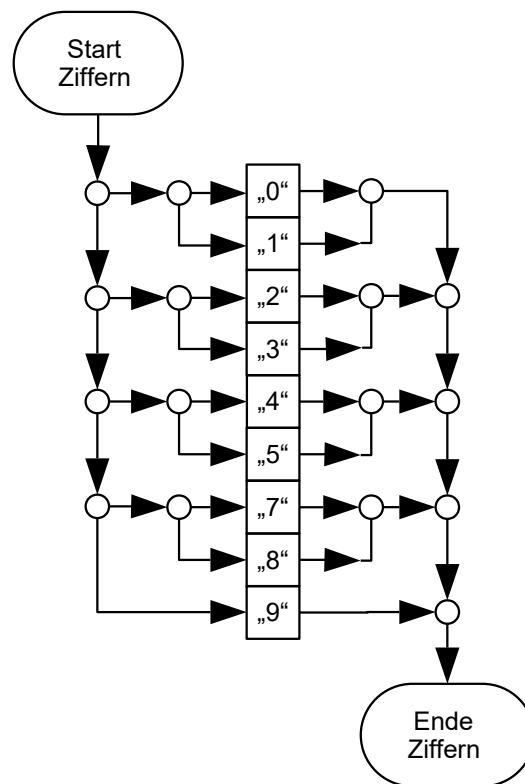 Start
Ziffern
„0“
„1“
„2“
„3“
„4“
„5“
„7“
„8“
„9“
Ende
Ziffern